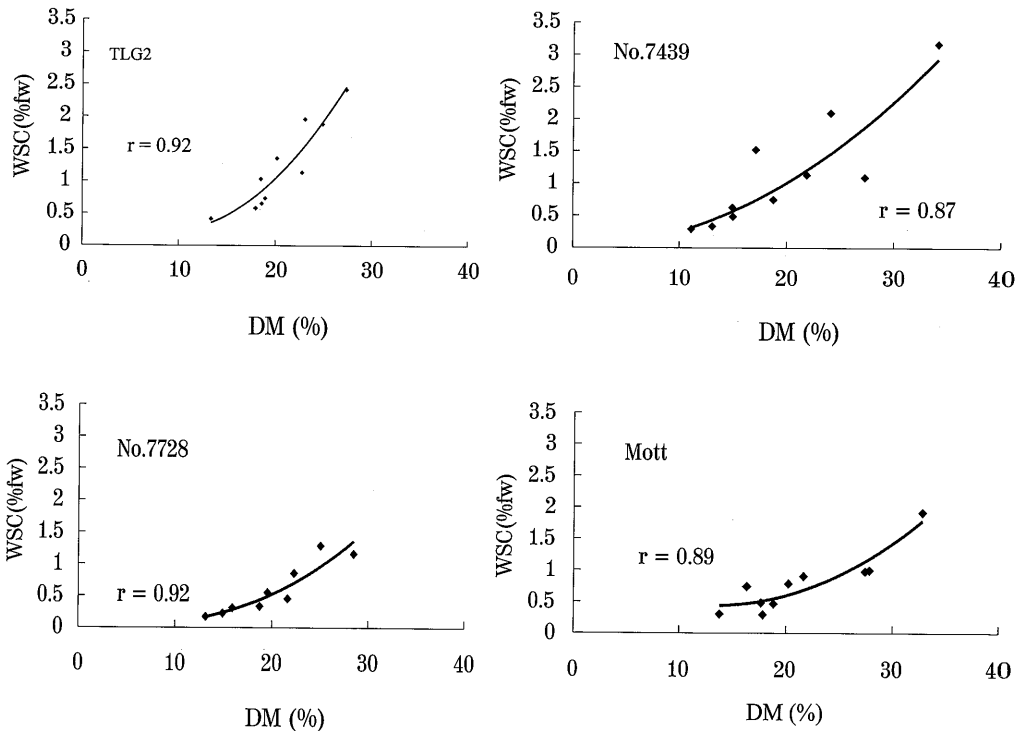 3.5
3
2.5
2
1.5
1
0.5
0
WSC(%fw)
TLG2
r = 0.92
0 10 20 30 40
DM (%)
3.5
3
2.5
2
1.5
1
0.5
0
WSC(%fw)
No.7439
r = 0.87
0 10 20 30 40
DM (%)
3.5
3
2.5
2
1.5
1
0.5
0
WSC(%fw)
No.7728
r = 0.92
0 10 20 30 40
DM (%)
3.5
3
2.5
2
1.5
1
0.5
0
WSC(%fw)
Mott
r = 0.89
0 10 20 30 40
DM (%)